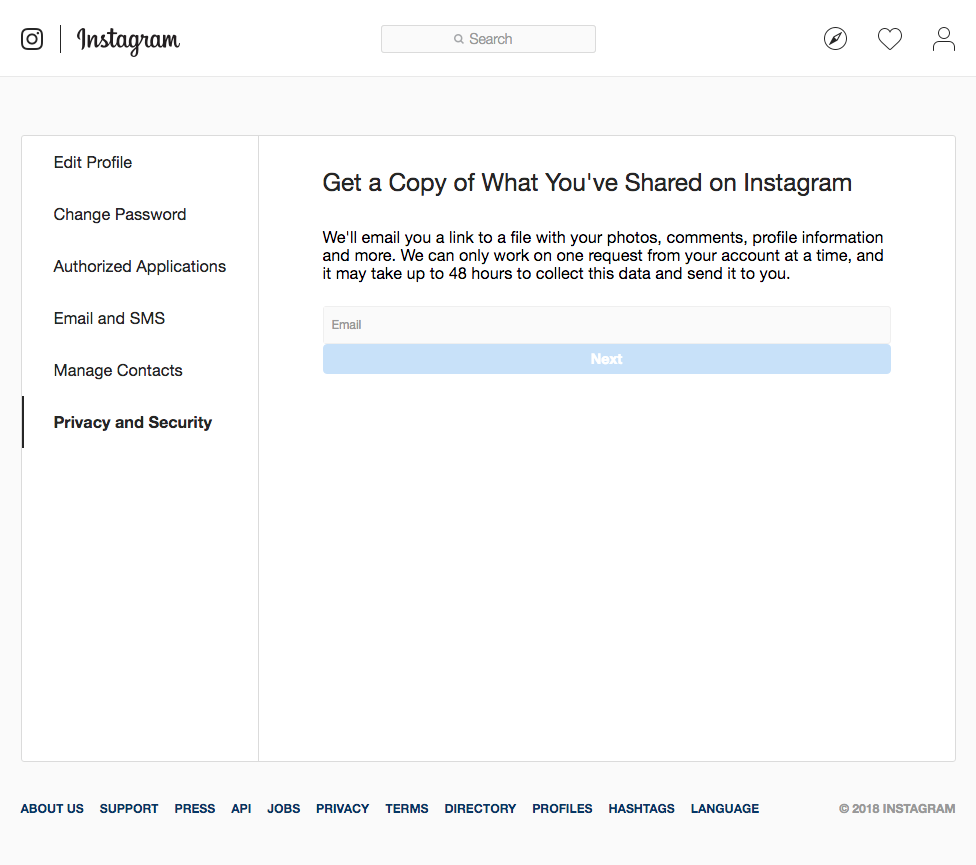 Instagram
Search
Edit Profile
Change Password
Authorized Applications
Email and SMS
Manage Contacts
Privacy and Security
Get a Copy of What You've Shared on Instagram
We'll email you a link to a file with your photos, comments, profile information
and more. We can only work on one request from your account at a time, and
it may take up to 48 hours to collect this data and send it to you.
Email
Next
ABOUT US SUPPORT PRESS API JOBS PRIVACY TERMS DIRECTORY PROFILES HASHTAGS LANGUAGE © 2018 INSTAGRAM